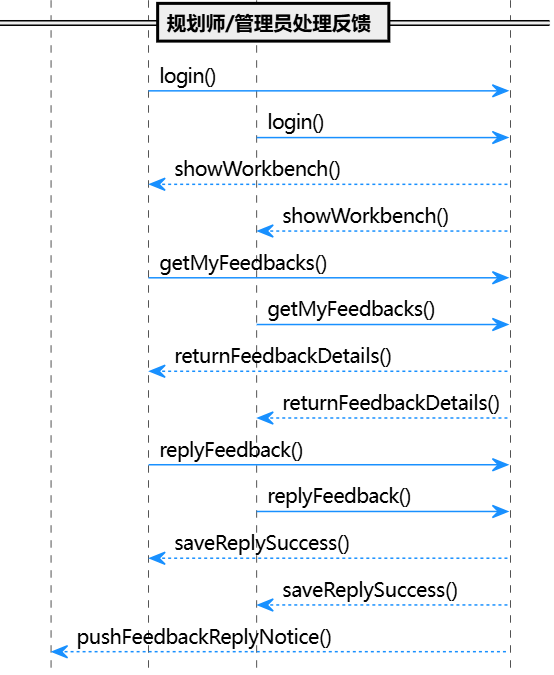 规划师/管理员处理反馈
login()
login()
showWorkbench()
showWorkbench()
getMyFeedbacks()
getMyFeedbacks()
returnFeedbackDetails()
returnFeedbackDetails()
replyFeedback()
replyFeedback()
saveReplySuccess()
saveReplySuccess()
pushFeedbackReplyNotice()